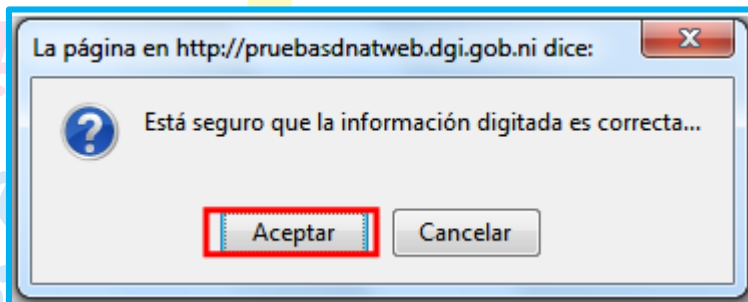 La página en http://pruebasdnatweb.dgi.gob.ni dice:
Está seguro que la información digitada es correcta...
Aceptar
Cancelar